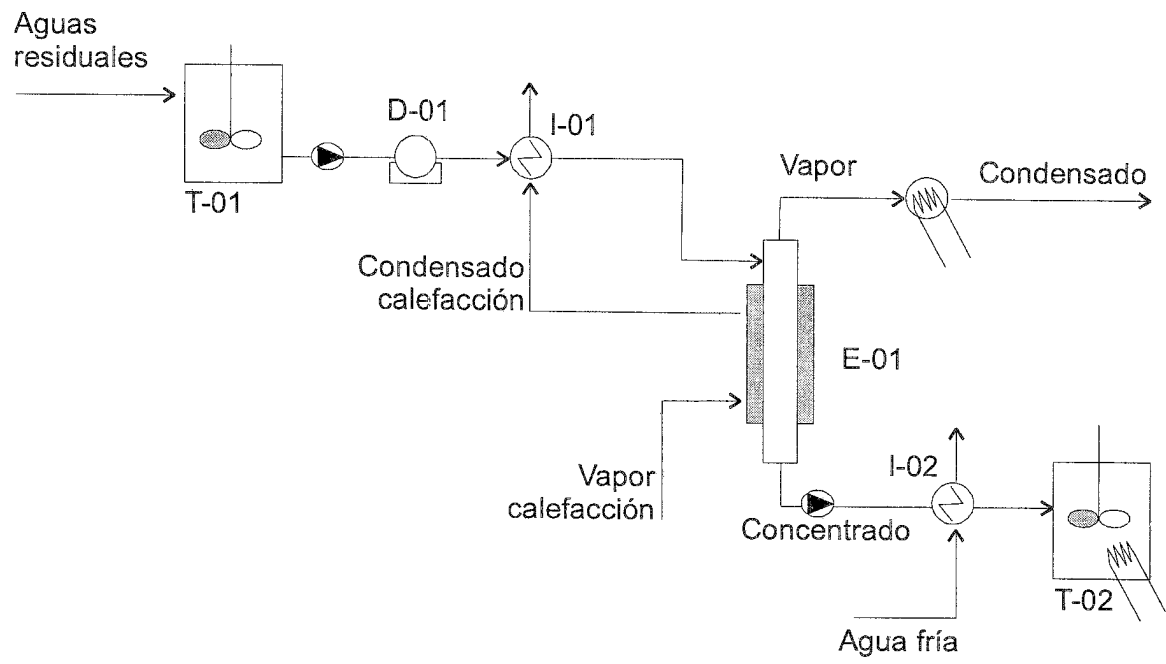 Aguas
residuales
D-01
I-01
T-01
Vapor
Condensado
Condensado
calefacción
E-01
Vapor
calefacción
I-02
Concentrado
T-02
Agua fría